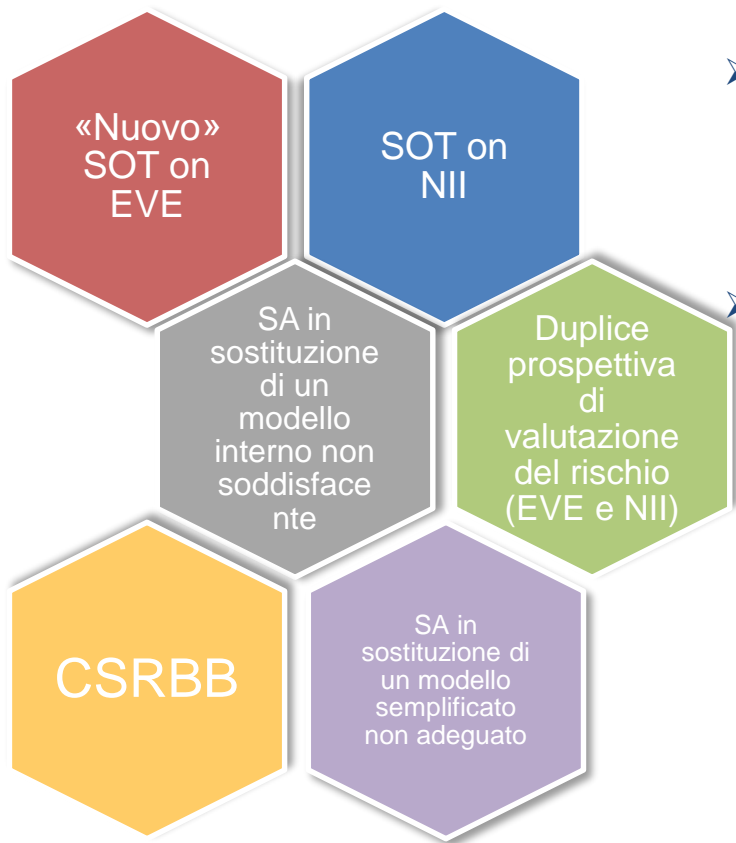 «Nuovo»
SOT on
EVE
SOT on
NII
SA in
sostituzione
di un
modello
interno non
soddisface
nte
Duplice
prospettiva
di
valutazione
del rischio
(EVE e NII)
CSRBB
SA in
sostituzione di
un modello
semplificato
non adeguato